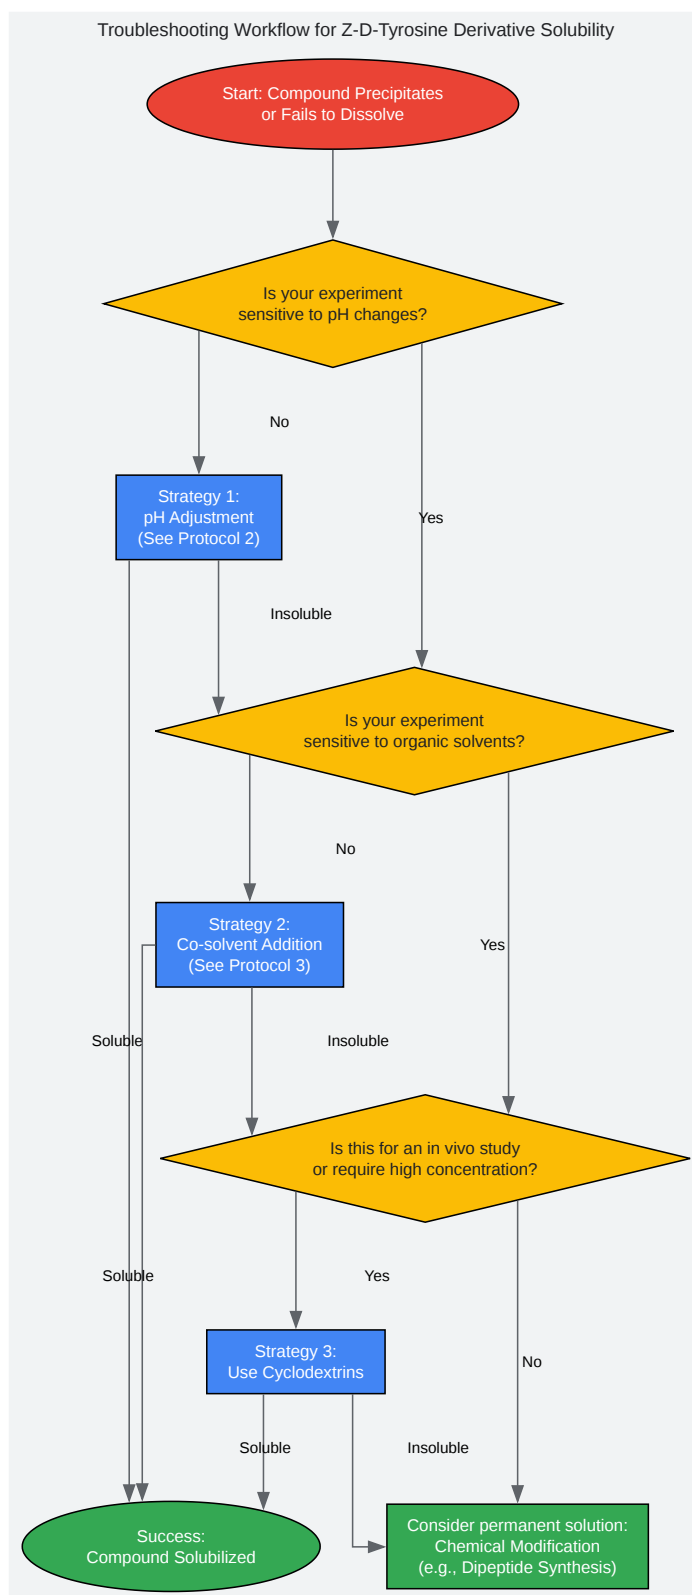 Troubleshooting Workflow for Z-D-Tyrosine Derivative Solubility
Start: Compound Precipitates
or Fails to Dissolve
Is your experiment
sensitive to pH changes?
No
Strategy 1:
pH Adjustment
(See Protocol 2)
Yes
Insoluble
Is your experiment
sensitive to organic solvents?
No
Strategy 2:
Co-solvent Addition
(See Protocol 3)
Yes
Soluble
Insoluble
Is this for an in vivo study
or require high concentration?
Soluble
Yes
Strategy 3:
Use Cyclodextrins
No
Soluble
Insoluble
Success:
Compound Solubilized
Consider permanent solution:
Chemical Modification
(e.g., Dipeptide Synthesis)